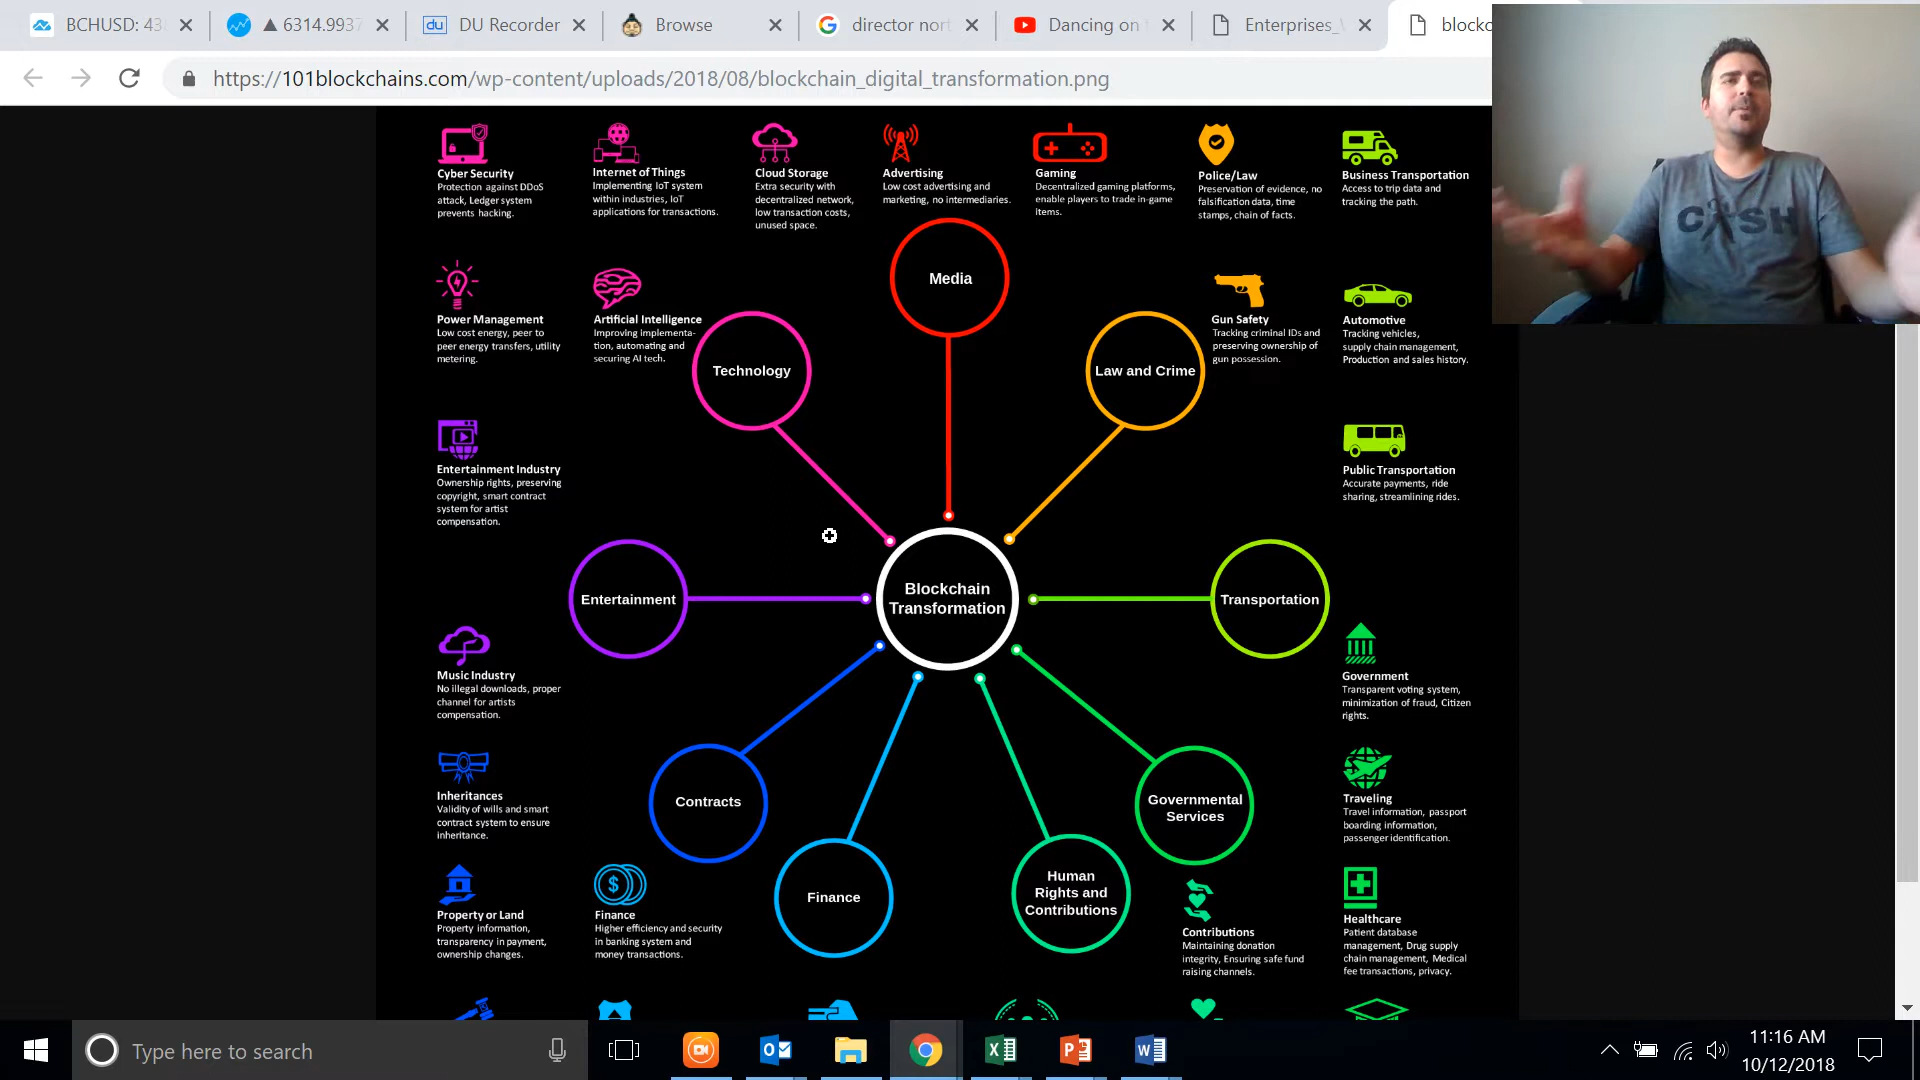 BCHUSD: 43
▲ 6314.9937
DU Recorder
Browse
director nor
Dancing on
Enterprises_
blockc
https://101blockchains.com/wp-content/uploads/2018/08/blockchain_digital_transformation.png
Cyber Security
Protection against DDoS
attack, Ledger system
prevents hacking.
Internet of Things
Implementing IoT system
within industries, IoT
applications for transactions.
Cloud Storage
Extra security with
decentralized network,
low transaction costs,
unused space.
Advertising
Low cost advertising and
marketing, no intermediaries.
Gaming
Decentralized gaming platforms,
enable players to trade in-game
items.
Police/Law
Preservation of evidence, no
falsification data, time
stamps, chain of facts.
Business Transportation
Access to trip data and
tracking the path.
CASH
Media
Power Management
Low cost energy, peer to
peer energy transfers, utility
metering.
Artificial Intelligence
Improving implementa-
tion, automating and
securing AI tech.
Technology
Law and Crime
Gun Safety
Tracking criminal IDs and
preserving ownership of
gun possession.
Automotive
Tracking vehicles,
supply chain management,
Production and sales history.
Entertainment Industry
Ownership rights, preserving
copyright, smart contract
system for artist
compensation.
Public Transportation
Accurate payments, ride
sharing, streamlining rides.
Entertainment
Blockchain
Transformation
Transportation
Music Industry
No illegal downloads, proper
channel for artists
compensation.
Government
Transparent voting system,
minimization of fraud, Citizen
rights.
Inheritances
Validity of wills and smart
contract system to ensure
inheritance.
Contracts
Governmental
Services
Traveling
Travel information, passport
boarding information,
passenger identification.
Property or Land
Property information,
transparency in payment,
ownership changes.
Finance
Higher efficiency and security
in banking system and
money transactions.
Finance
Human
Rights and
Contributions
Contributions
Maintaining donation
integrity, Ensuring safe fund
raising channels.
Healthcare
Patient database
management, Drug supply
chain management, Medical
fee transactions, privacy.
Type here to search
11:16 AM
10/12/2018